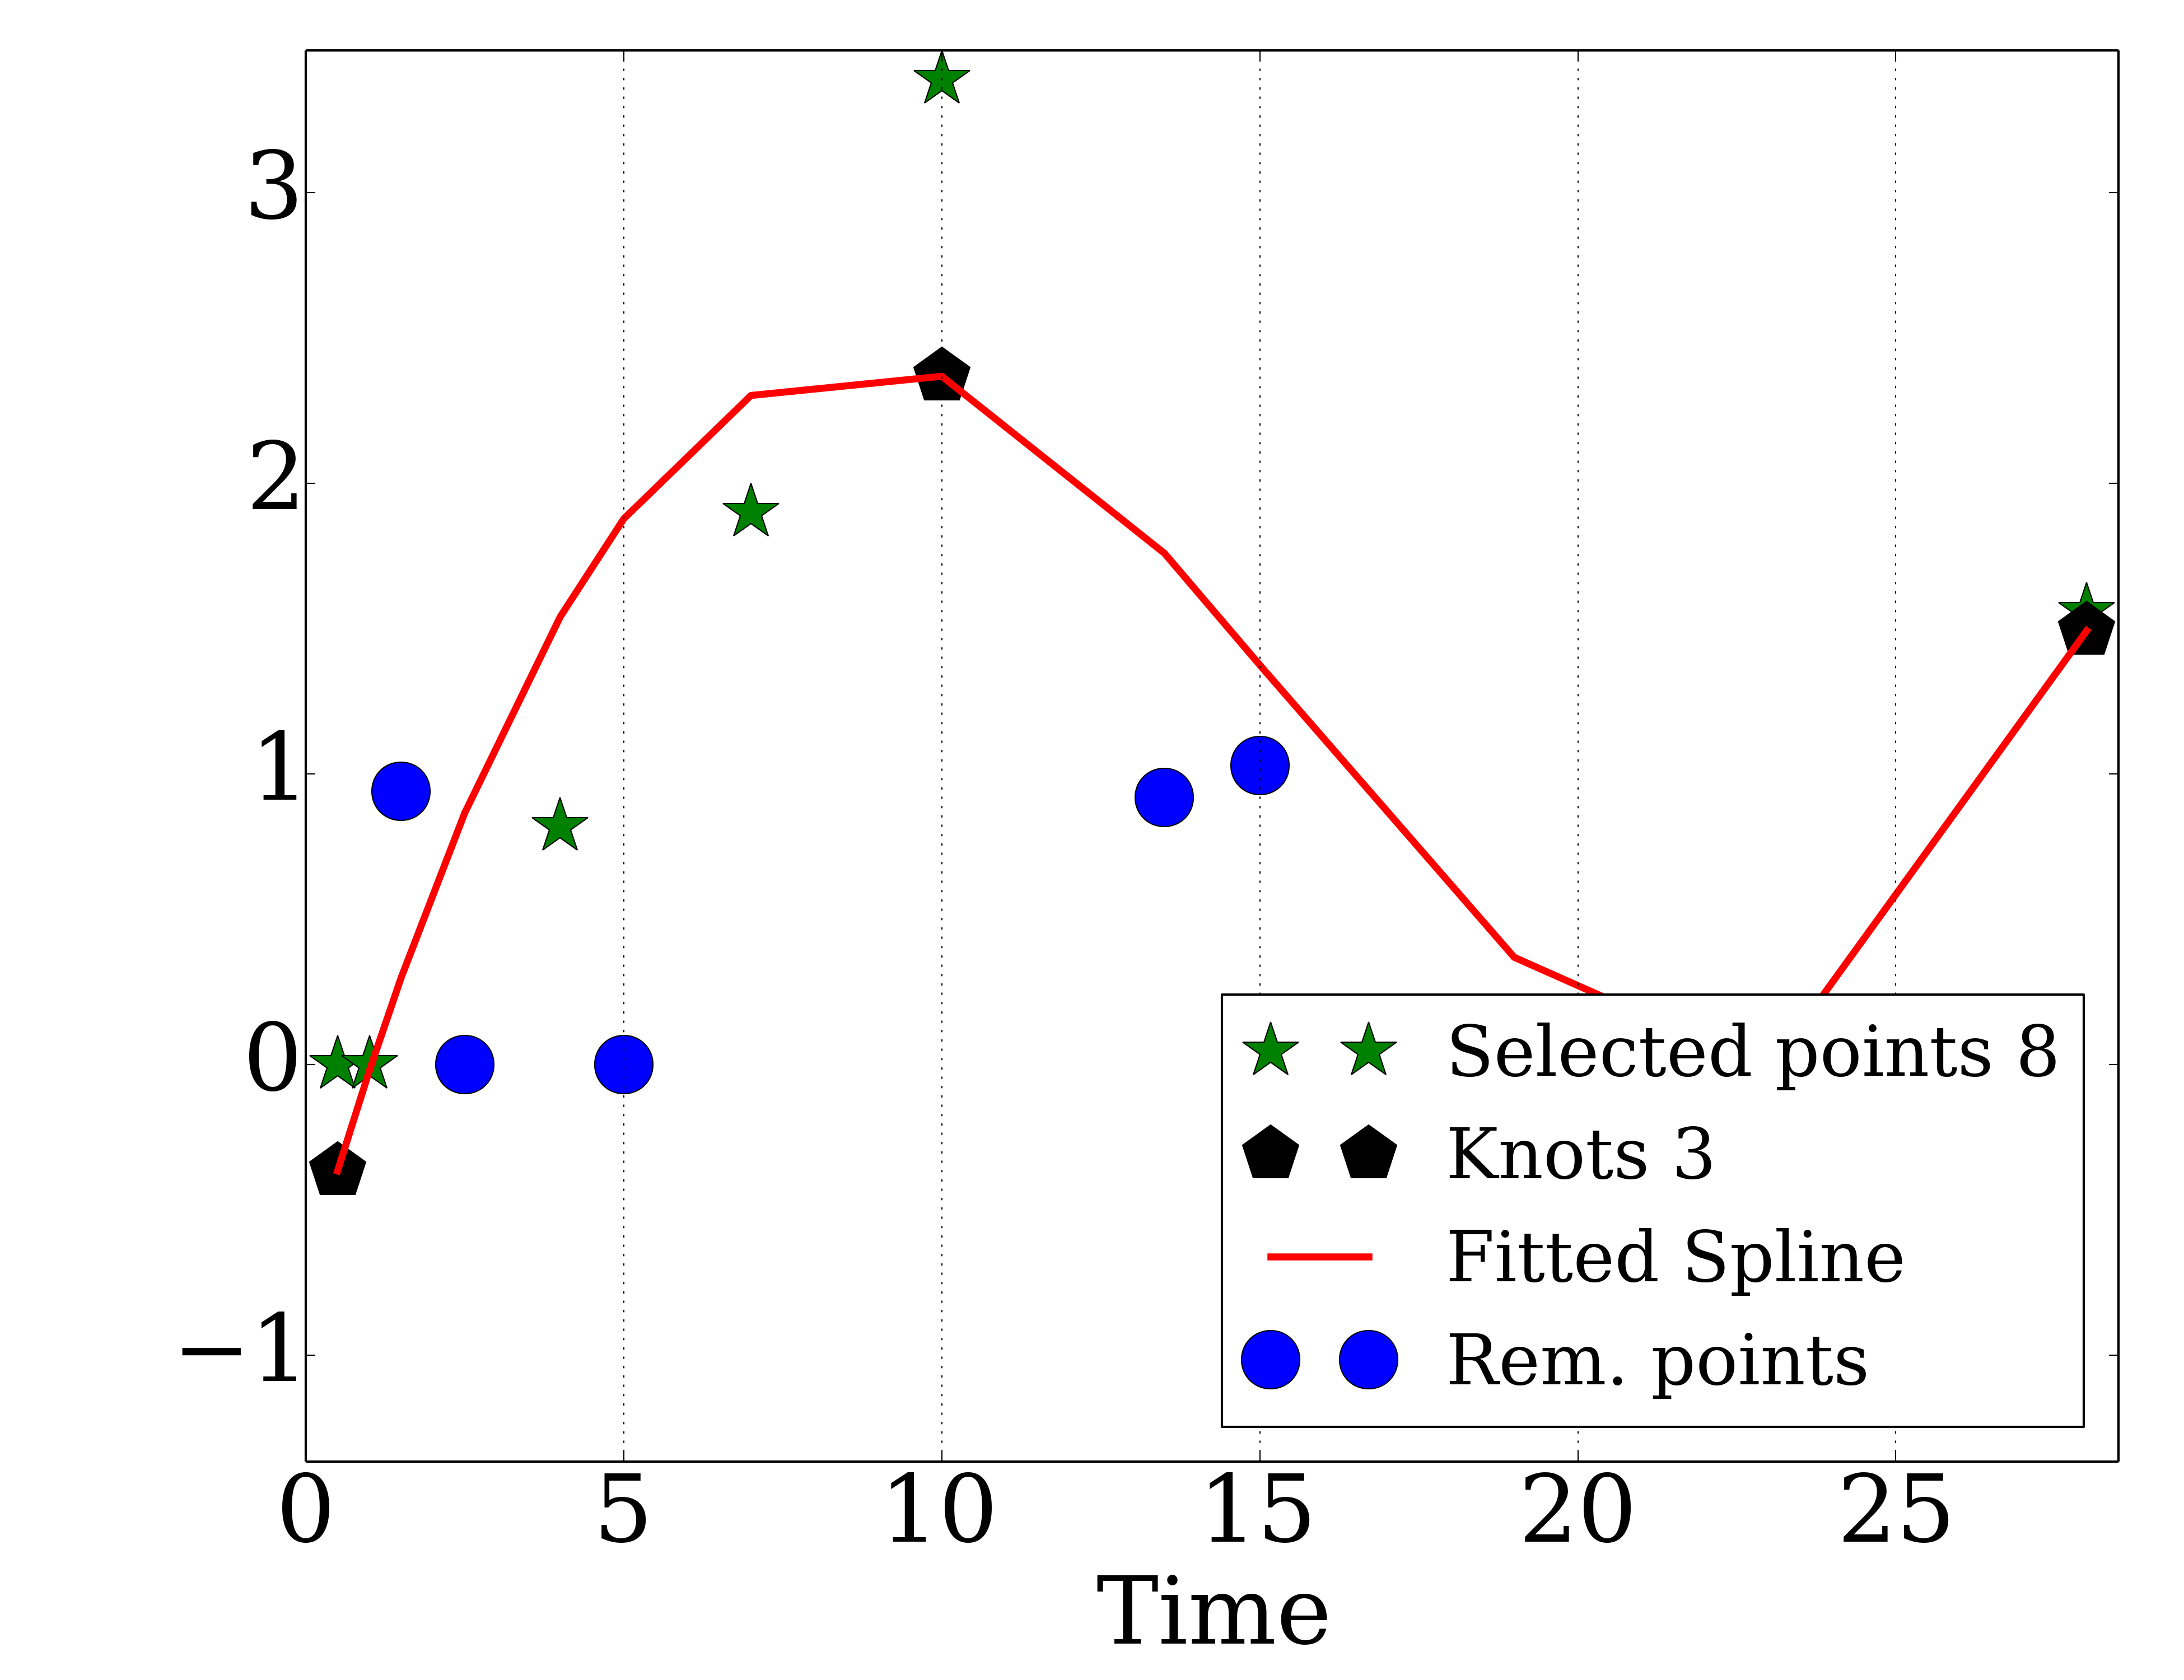 3
2
1
0
−1
Selected points 8
Knots 3
Fitted Spline
Rem. points
0 5 10 15 20 25
Time